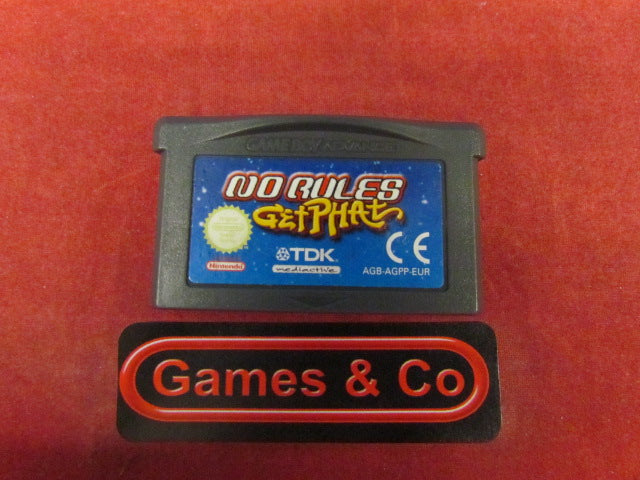 GAME BOY ADVANCE
NO RULES
GET PHAT
Nintendo
TDK
mediactive
CE
AGB-AGPP-EUR
Games & Co